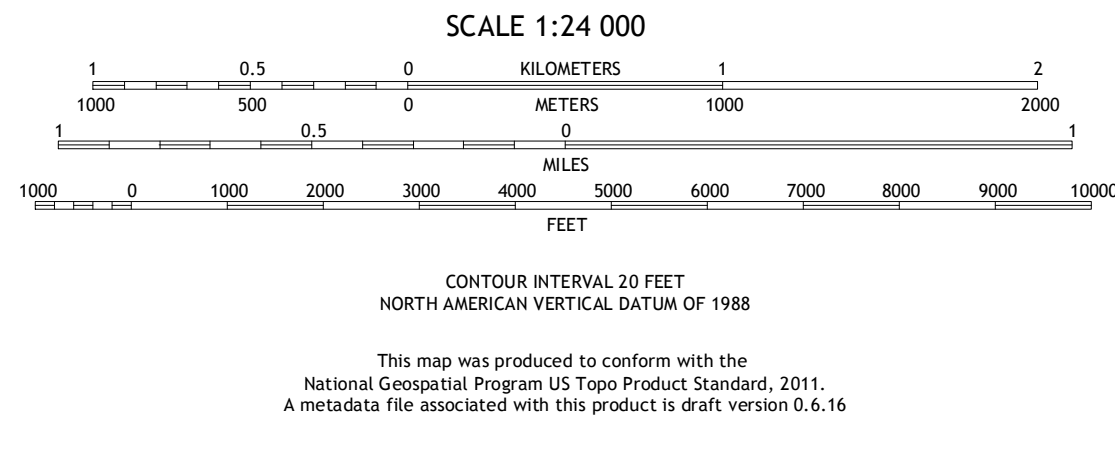 SCALE 1:24 000
1 0.5 0 KILOMETERS 1 2
1000 500 0 METERS 1000 2000
1 0.5 0 1
MILES
1000 0 1000 2000 3000 4000 5000 6000 7000 8000 9000 10000
FEET
CONTOUR INTERVAL 20 FEET
NORTH AMERICAN VERTICAL DATUM OF 1988
This map was produced to conform with the
National Geospatial Program US Topo Product Standard, 2011.
A metadata file associated with this product is draft version 0.6.16